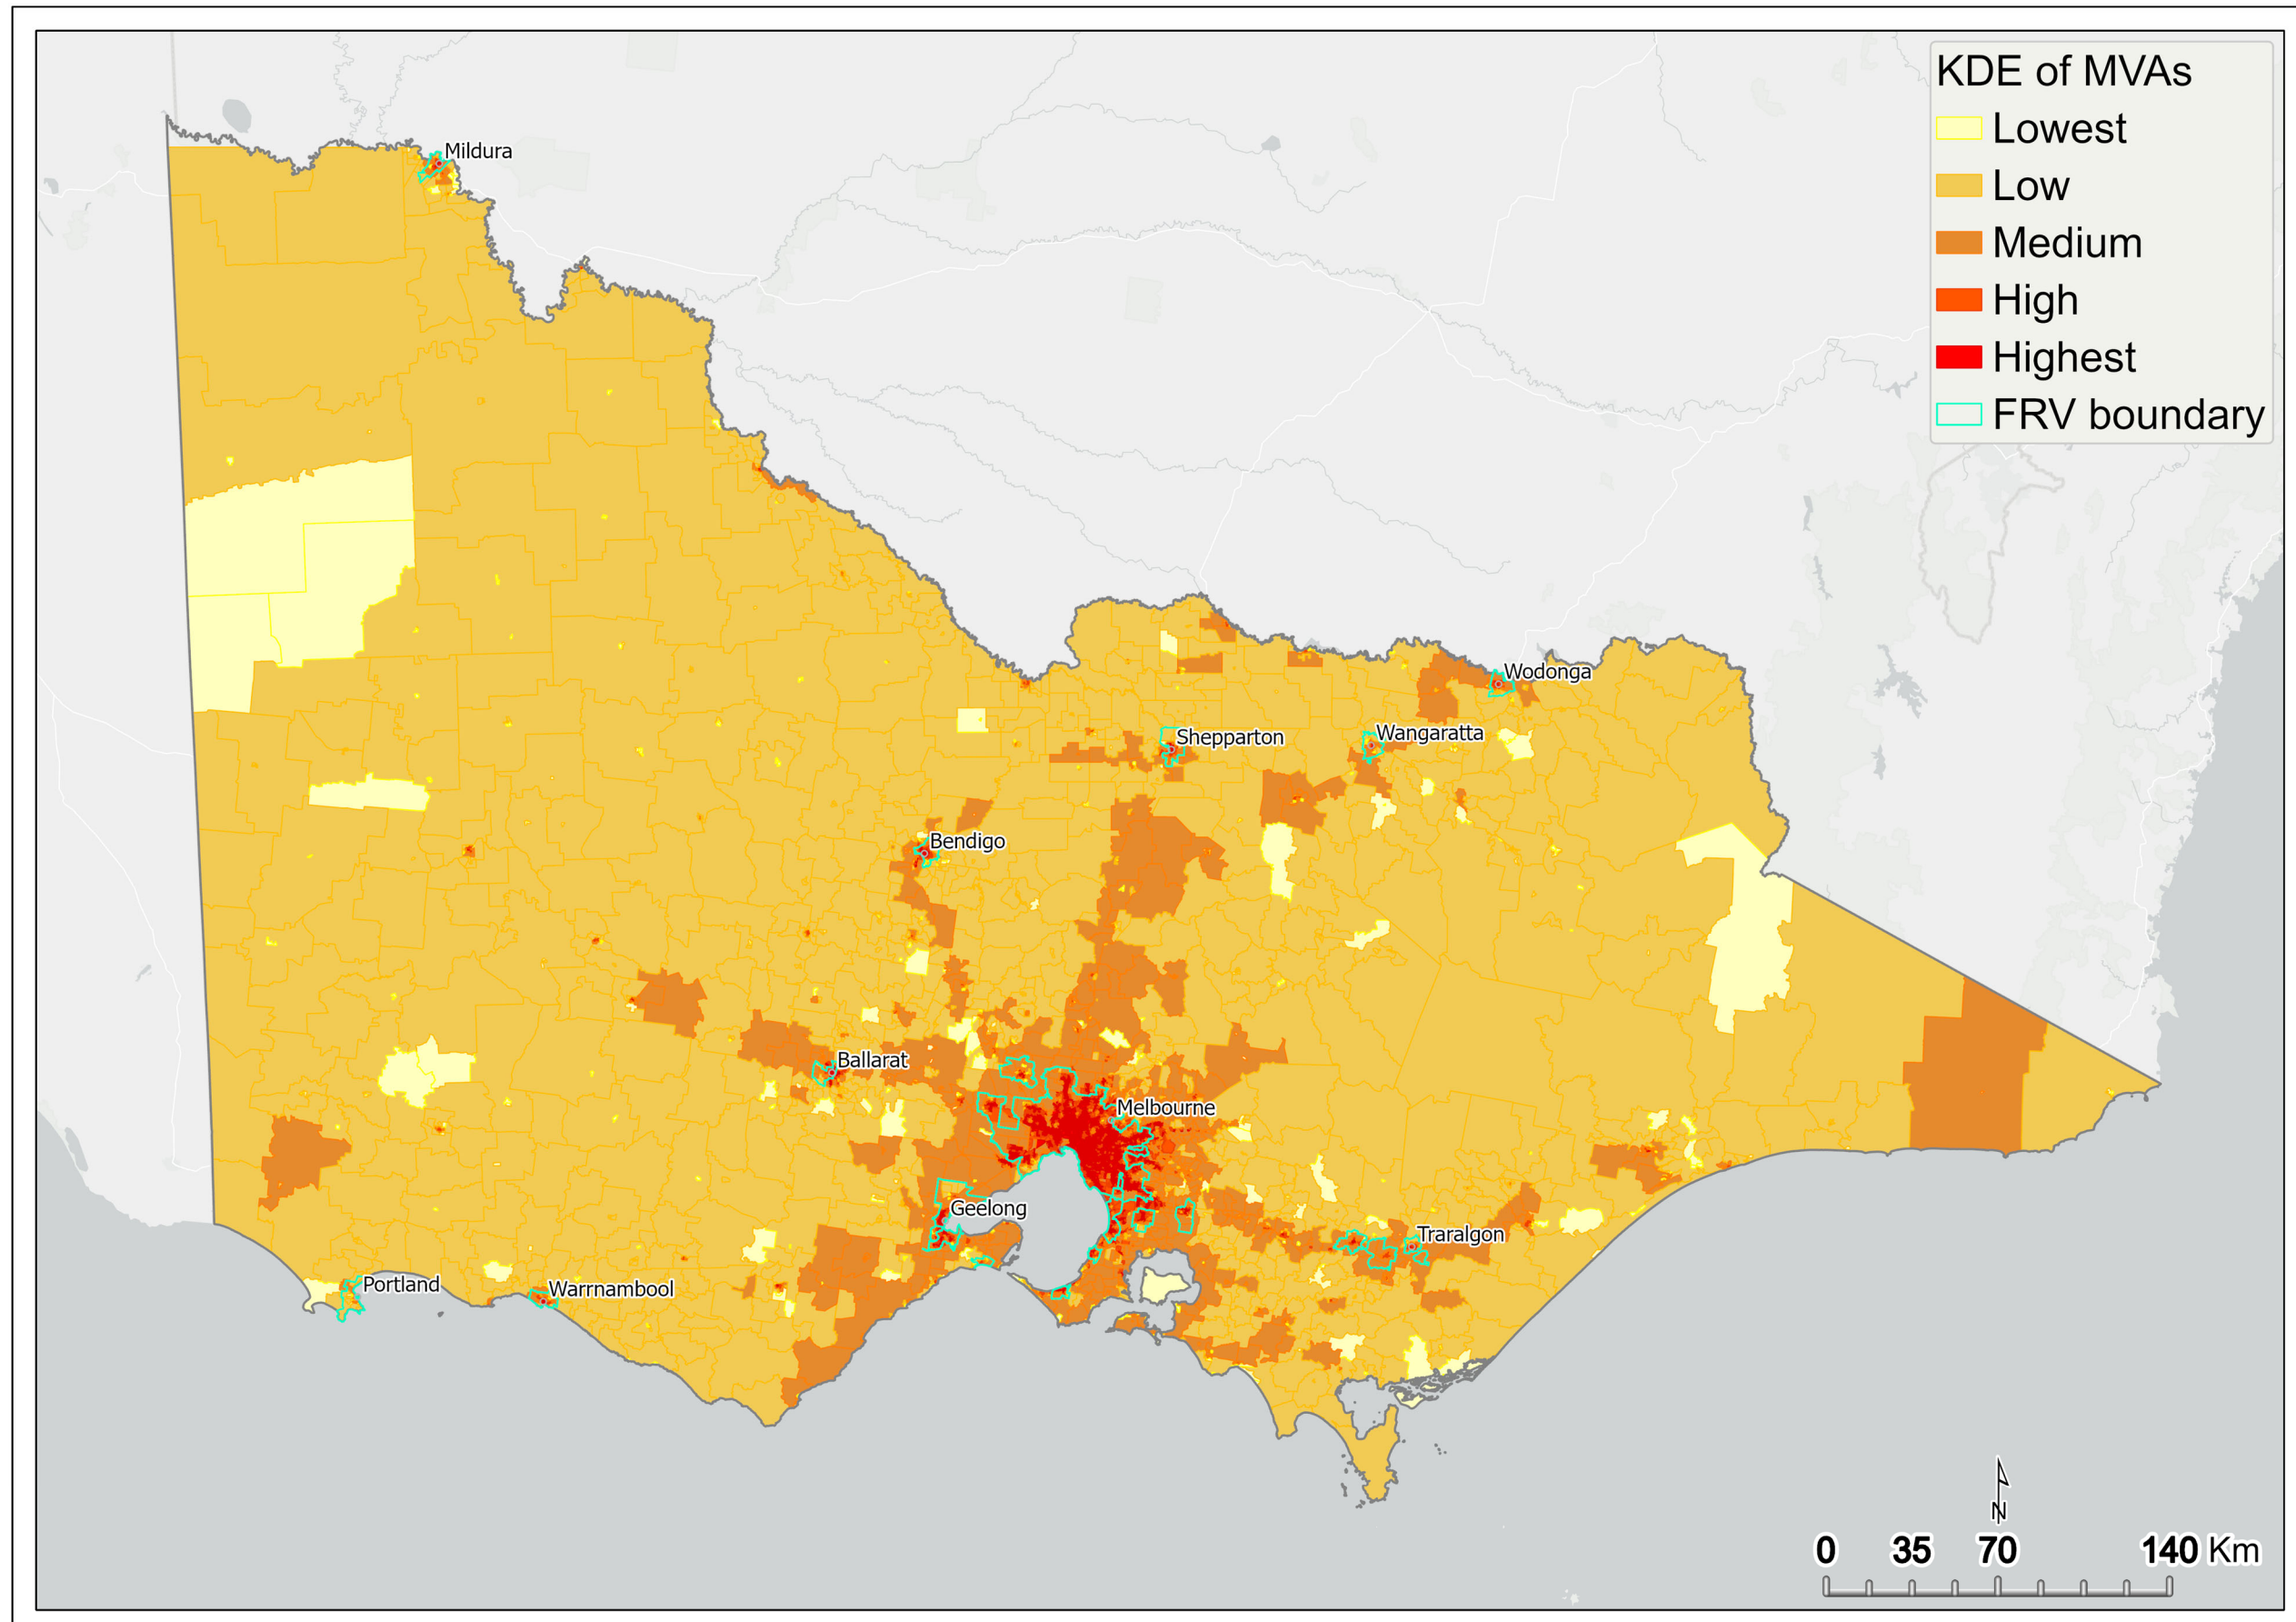 KDE of MVAs
Lowest
Low
Medium
High
Highest
FRV boundary
Mildura
Wodonga
Wangaratta
Shepparton
Bendigo
Ballarat
Melbourne
Geelong
Traralgon
Portland
Warrnambool
N
0 35 70 140 Km